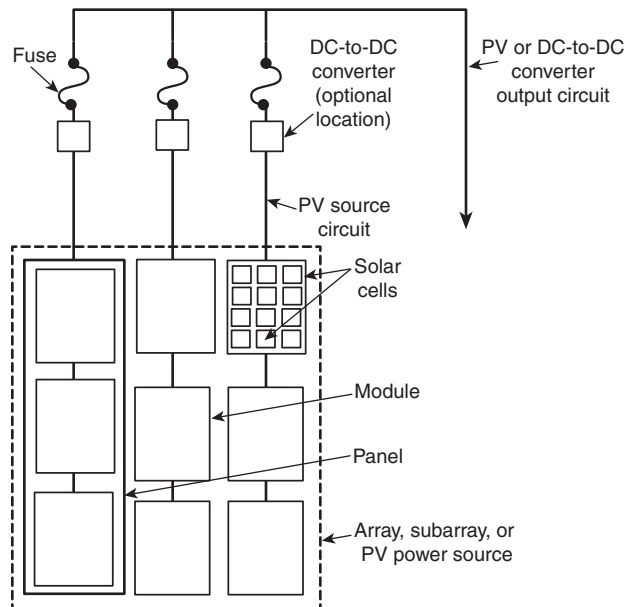 Fuse
DC-to-DC
converter
(optional
location)
PV or DC-to-DC
converter
output circuit
PV source
circuit
Solar
cells
Module
Panel
Array, subarray, or
PV power source